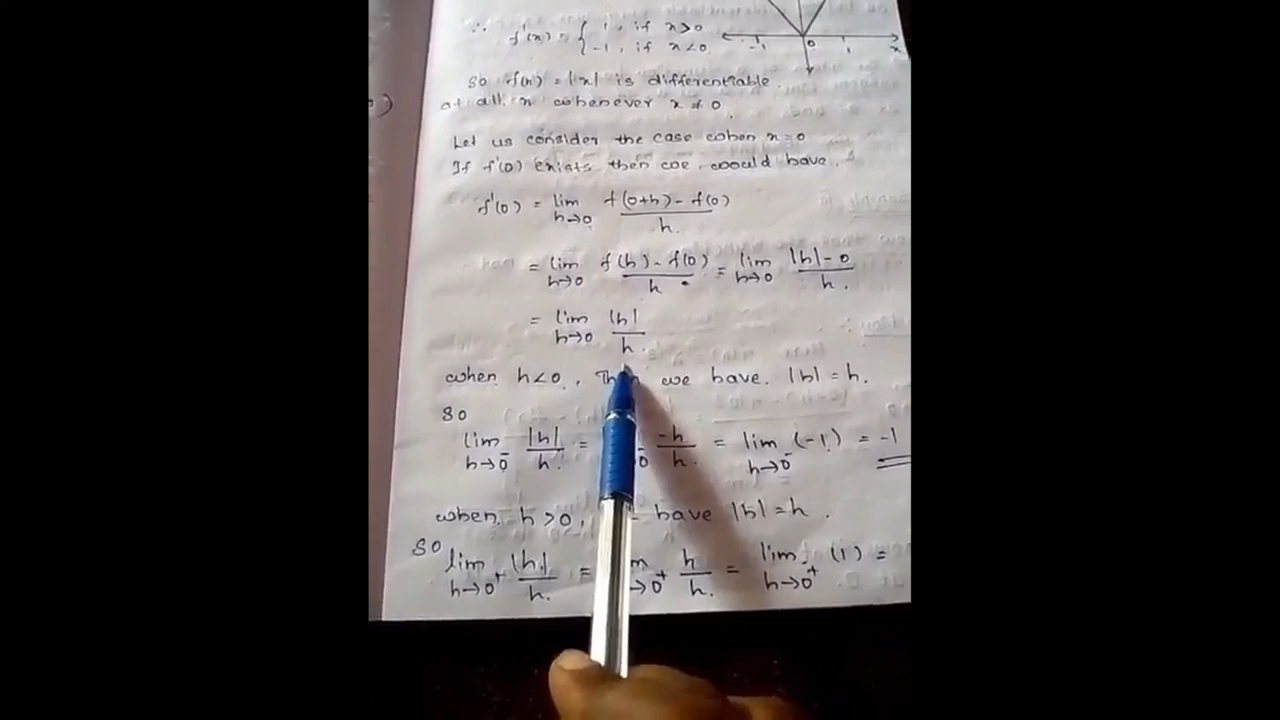 ∴ f'(x) = { 1, if x>0
-1, if x<0
-1 0 1 x
So f(x) = |x| is differentiable
at all x whenever x ≠ 0
Let us consider the case when x=0
If f'(0) exists then we would have
f'(0) = lim h→0 f(0+h) - f(0) / h.
= lim h→0 f(h) - f(0) / h = lim h→0 |h| - 0 / h.
= lim h→0 |h| / h.
when h<0, we have. |h| = h.
So
lim h→0⁻ |h| / h. = -h / h. = lim h→0⁻ (-1) = -1
when h>0, have |h| = h.
So
lim h→0⁺ |h| / h. = h / h. = lim h→0⁺ (1) =